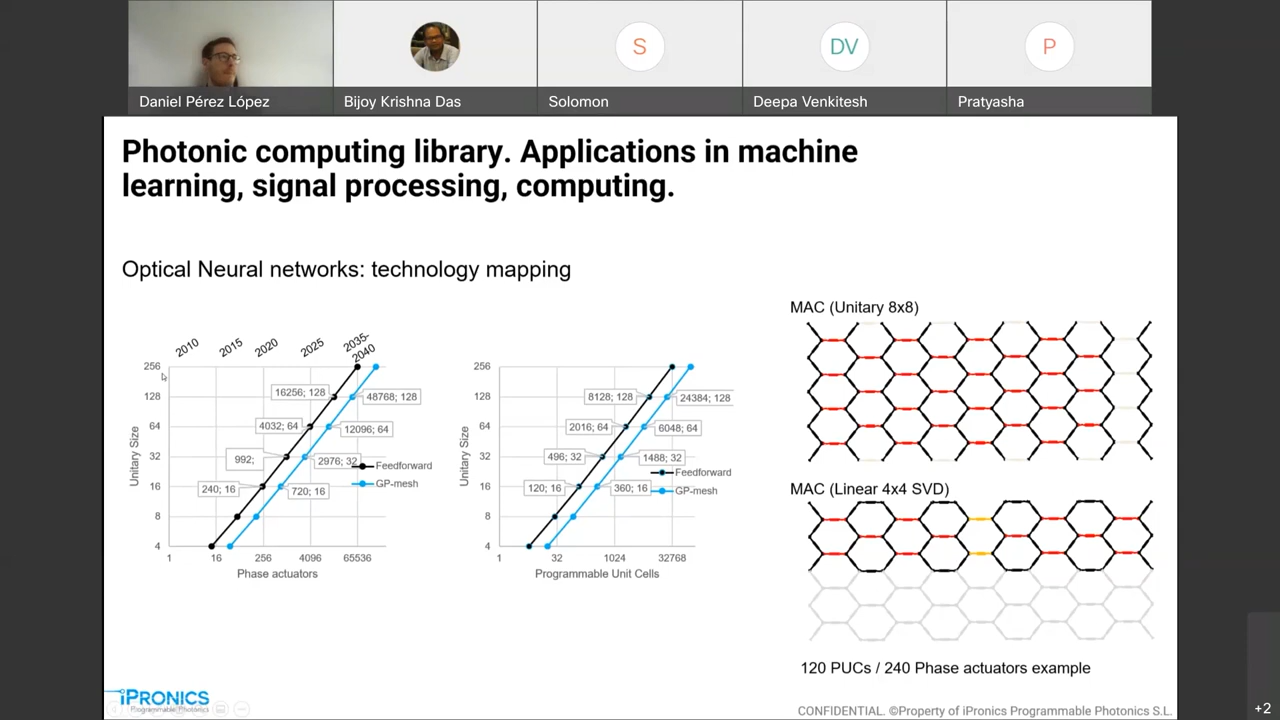 S
DV
P
Daniel Pérez López
Bijoy Krishna Das
Solomon
Deepa Venkitesh
Pratyasha
Photonic computing library. Applications in machine
learning, signal processing, computing.
Optical Neural networks: technology mapping
2010
2015
2020
2025
2035-
2040
Unitary Size
256
128
64
32
16
8
4
16256; 128
48768; 128
4032; 64
12096; 64
992;
2976; 32
240; 16
720; 16
Feedforward
GP-mesh
1
16
256
4096
65536
Phase actuators
Unitary Size
256
128
64
32
16
8
4
8128; 128
24384; 128
2016; 64
6048; 64
496; 32
1488; 32
120; 16
360; 16
Feedforward
GP-mesh
1
32
1024
32768
Programmable Unit Cells
MAC (Unitary 8x8)
MAC (Linear 4x4 SVD)
120 PUCs / 240 Phase actuators example
iPRONICS
Programmable Photonics
CONFIDENTIAL. ©Property of iPronics Programmable Photonics S.L.
+2